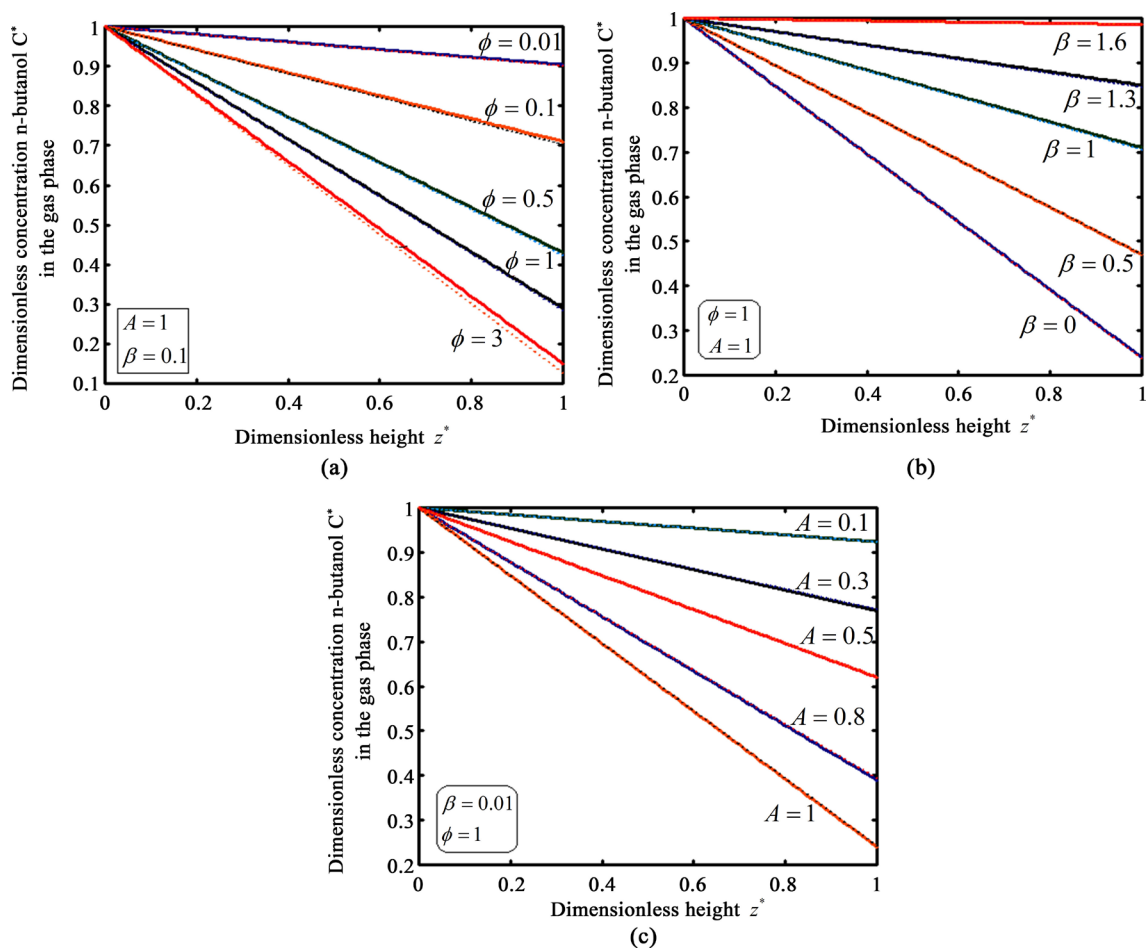 Dimensionless concentration n-butanol C*
in the gas phase
1
0.9
0.8
0.7
0.6
0.5
0.4
0.3
0.2
0.1
ϕ = 0.01
ϕ = 0.1
ϕ = 0.5
ϕ = 1
ϕ = 3
A = 1
β = 0.1
0 0.2 0.4 0.6 0.8 1
Dimensionless height z*
(a)
Dimensionless concentration n-butanol C*
in the gas phase
1
0.9
0.8
0.7
0.6
0.5
0.4
0.3
0.2
β = 1.6
β = 1.3
β = 1
β = 0.5
β = 0
ϕ = 1
A = 1
0 0.2 0.4 0.6 0.8 1
Dimensionless height z*
(b)
Dimensionless concentration n-butanol C*
in the gas phase
1
0.9
0.8
0.7
0.6
0.5
0.4
0.3
0.2
A = 0.1
A = 0.3
A = 0.5
A = 0.8
A = 1
β = 0.01
ϕ = 1
0 0.2 0.4 0.6 0.8 1
Dimensionless height z*
(c)